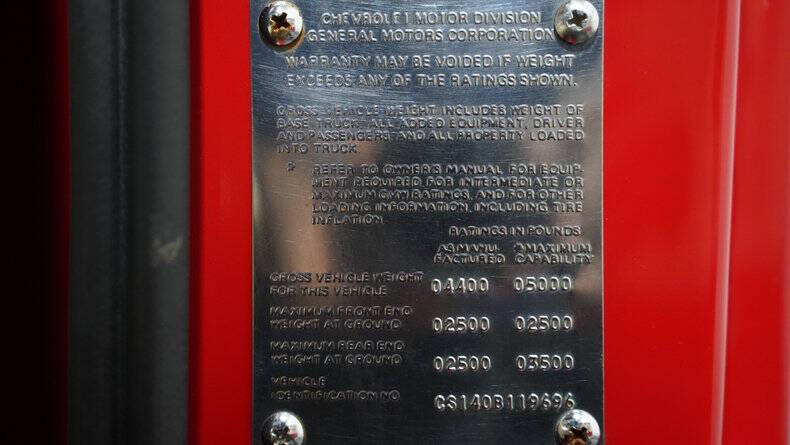 CHEVROLET MOTOR DIVISION
GENERAL MOTORS CORPORATION
WARRANTY MAY BE VOIDED IF WEIGHT
EXCEEDS ANY OF THE RATINGS SHOWN.
GROSS VEHICLE WEIGHT INCLUDES WEIGHT OF
BASE TRUCK, ALL ADDED EQUIPMENT, DRIVER
AND PASSENGERS AND ALL PROPERTY LOADED
INTO TRUCK
* REFER TO OWNER'S MANUAL FOR EQUIP-
MENT REQUIRED FOR INTERMEDIATE OR
MAXIMUM GVW RATINGS, AND FOR OTHER
LOADING INFORMATION, INCLUDING TIRE
INFLATION.
RATINGS IN POUNDS
AS MANU- *MAXIMUM
FACTURED CAPABILITY
GROSS VEHICLE WEIGHT
FOR THIS VEHICLE 04400 05000
MAXIMUM FRONT END
WEIGHT AT GROUND 02500 02500
MAXIMUM REAR END
WEIGHT AT GROUND 02500 03500
VEHICLE
IDENTIFICATION NO CS140B119696